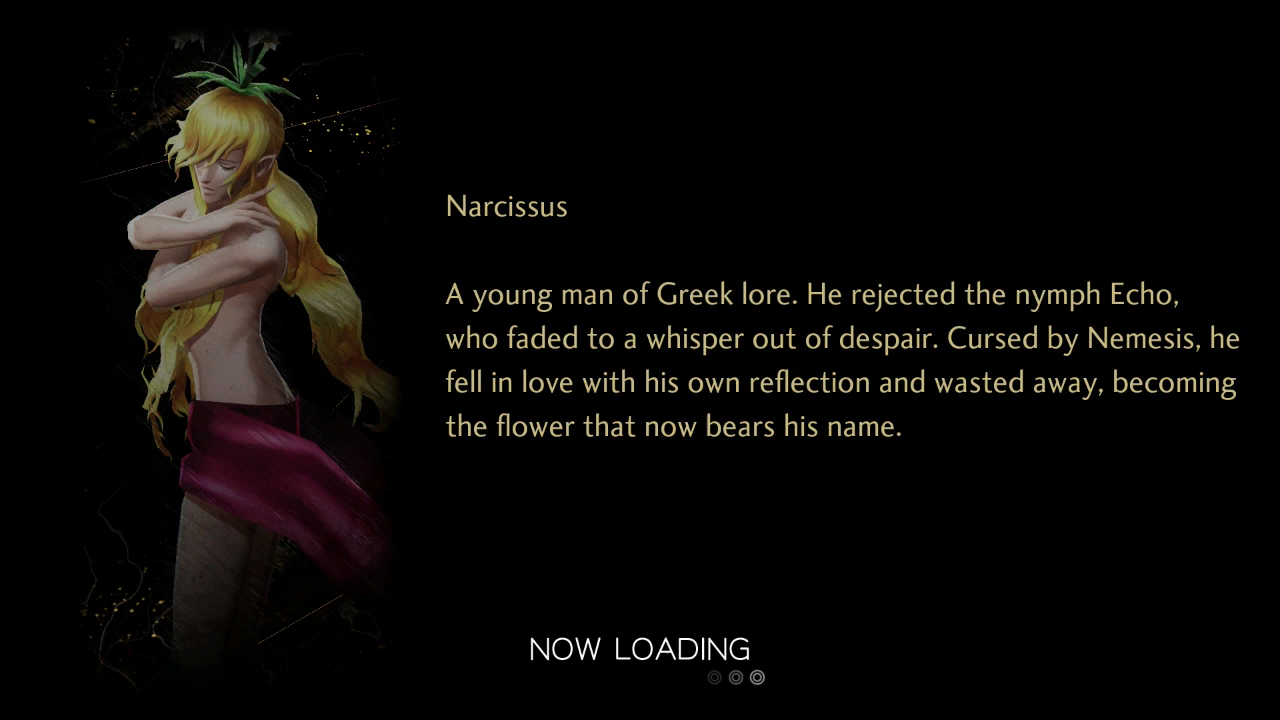 Narcissus
A young man of Greek lore. He rejected the nymph Echo,
who faded to a whisper out of despair. Cursed by Nemesis, he
fell in love with his own reflection and wasted away, becoming
the flower that now bears his name.
NOW LOADING